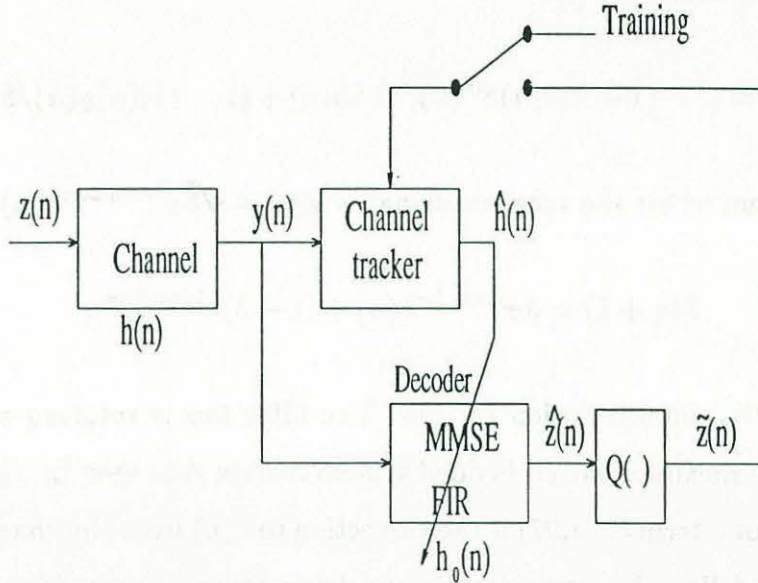 Training
z(n)
y(n)
ĥ(n)
Channel
Channel
tracker
h(n)
Decoder
MMSE
FIR
ẑ(n)
Q( )
z̃(n)
h₀(n)